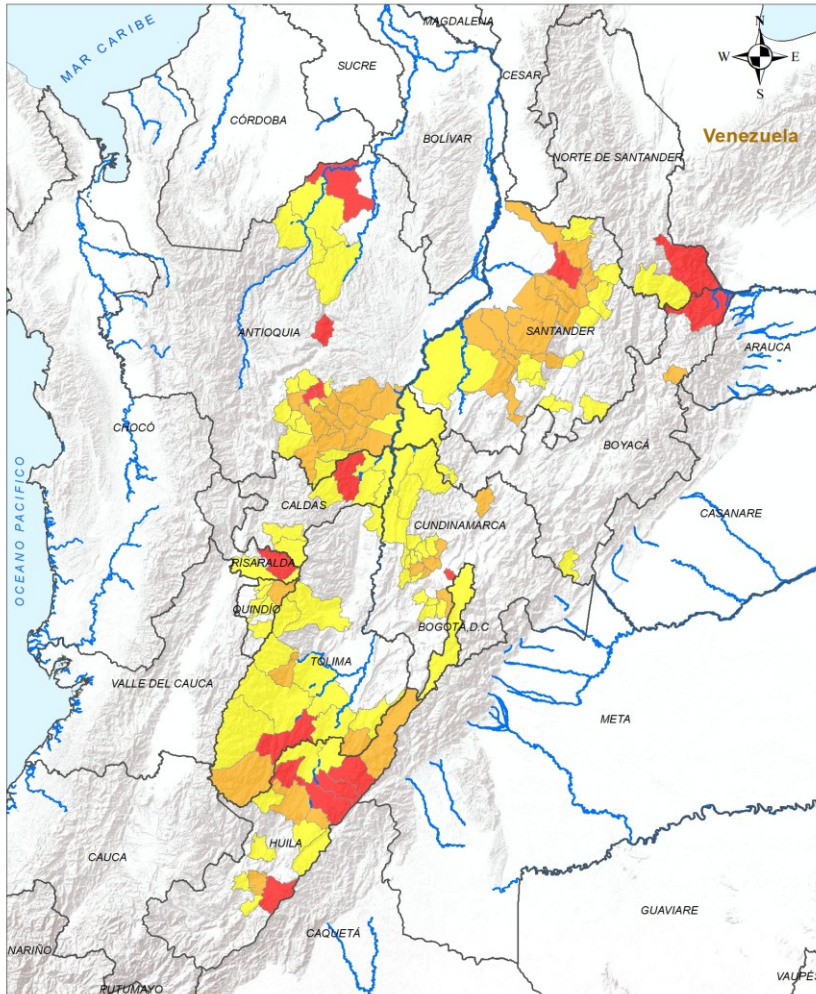 MAGDALENA
MAR CARIBE
N
W
E
S
SUCRE
CESAR
CÓRDOBA
BOLÍVAR
Venezuela
NORTE DE SANTANDER
ANTIOQUIA
SANTANDER
ARAUCA
CHOCÓ
BOYACÁ
OCEANO PACIFICO
CALDAS
CUNDINAMARCA
CASANARE
RISARALDA
QUINDÍO
BOGOTÁ, D.C
TOLIMA
VALLE DEL CAUCA
META
HUILA
CAUCA
GUAVIARE
CAQUETÁ
NARIÑO
PUTUMAYO
VAUPÉS